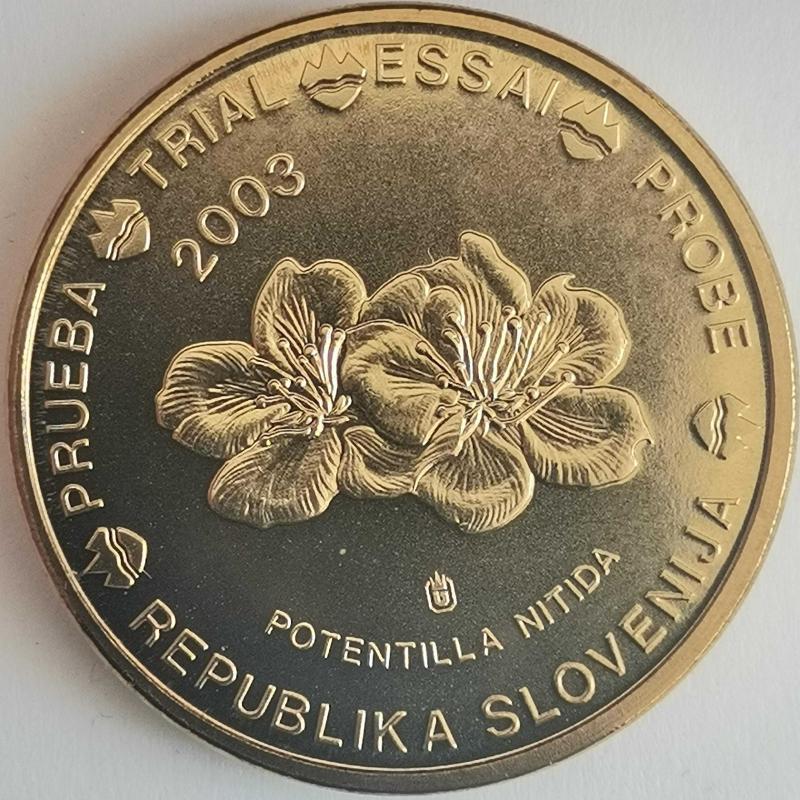 PRUEBA TRIAL ESSAI PROBE
2003
POTENTILLA NITIDA
REPUBLIKA SLOVENIJA